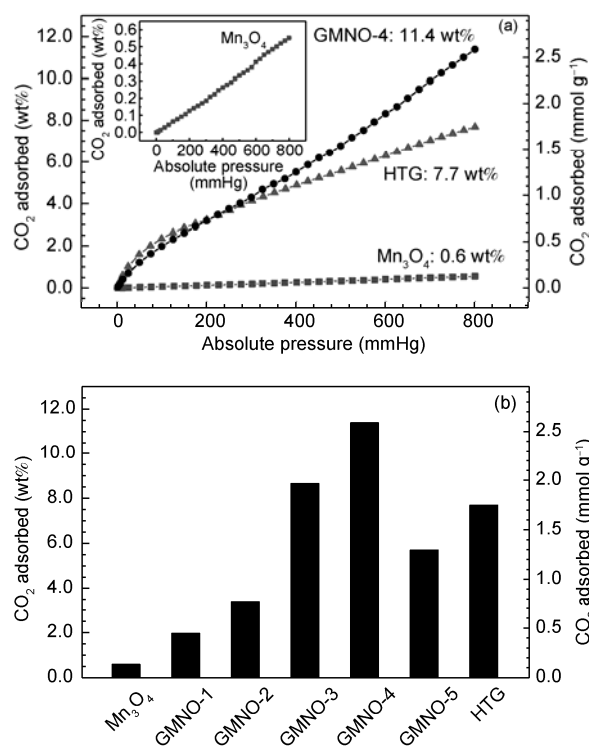 (a)
GMNO-4: 11.4 wt%
HTG: 7.7 wt%
Mn₃O₄: 0.6 wt%
CO₂ adsorbed (wt%)
12.0
10.0
8.0
6.0
4.0
2.0
0.0
CO₂ adsorbed (mmol g⁻¹)
2.5
2.0
1.5
1.0
0.5
0.0
0 200 400 600 800
Absolute pressure (mmHg)
Mn₃O₄
CO₂ adsorbed (wt%)
0.6
0.5
0.4
0.3
0.2
0.1
0.0
0 200 400 600 800
Absolute pressure
(mmHg)
(b)
CO₂ adsorbed (wt%)
12.0
10.0
8.0
6.0
4.0
2.0
0.0
CO₂ adsorbed (mmol g⁻¹)
2.5
2.0
1.5
1.0
0.5
0.0
Mn₃O₄
GMNO-1
GMNO-2
GMNO-3
GMNO-4
GMNO-5
HTG